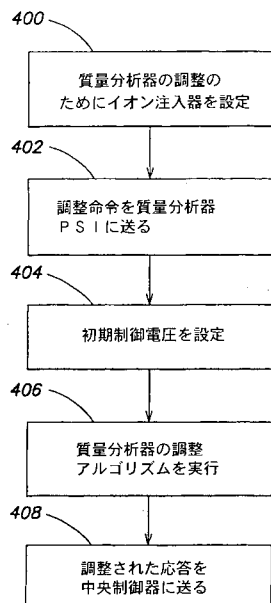 400
質量分析器の調整の
ためにイオン注入器を設定
402
調整命令を質量分析器
PSIに送る
404
初期制御電圧を設定
406
質量分析器の調整
アルゴリズムを実行
408
調整された応答を
中央制御器に送る